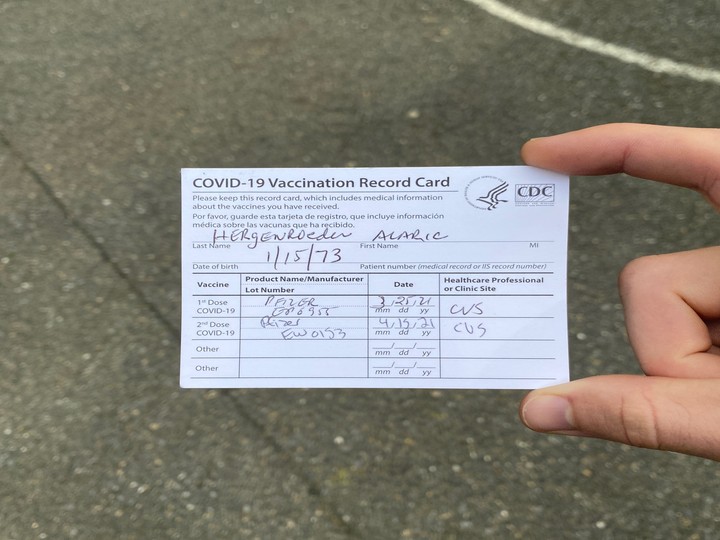 COVID-19 Vaccination Record Card
Please keep this record card, which includes medical information
about the vaccines you have received.
Por favor, guarde esta tarjeta de registro, que incluye información
médica sobre las vacunas que ha recibido.
CDC
HERgENROeder ALARIC
Last Name First Name MI
1/15/73
Date of birth Patient number (medical record or IIS record number)
Vaccine Product Name/Manufacturer Date Healthcare Professional
Lot Number or Clinic Site
1st Dose PFIZER 3/25/21 CVS
COVID-19 mm dd yy
2nd Dose Pfizer 4/15/21 CVS
COVID-19 EW0153 mm dd yy
Other mm dd yy
Other mm dd yy